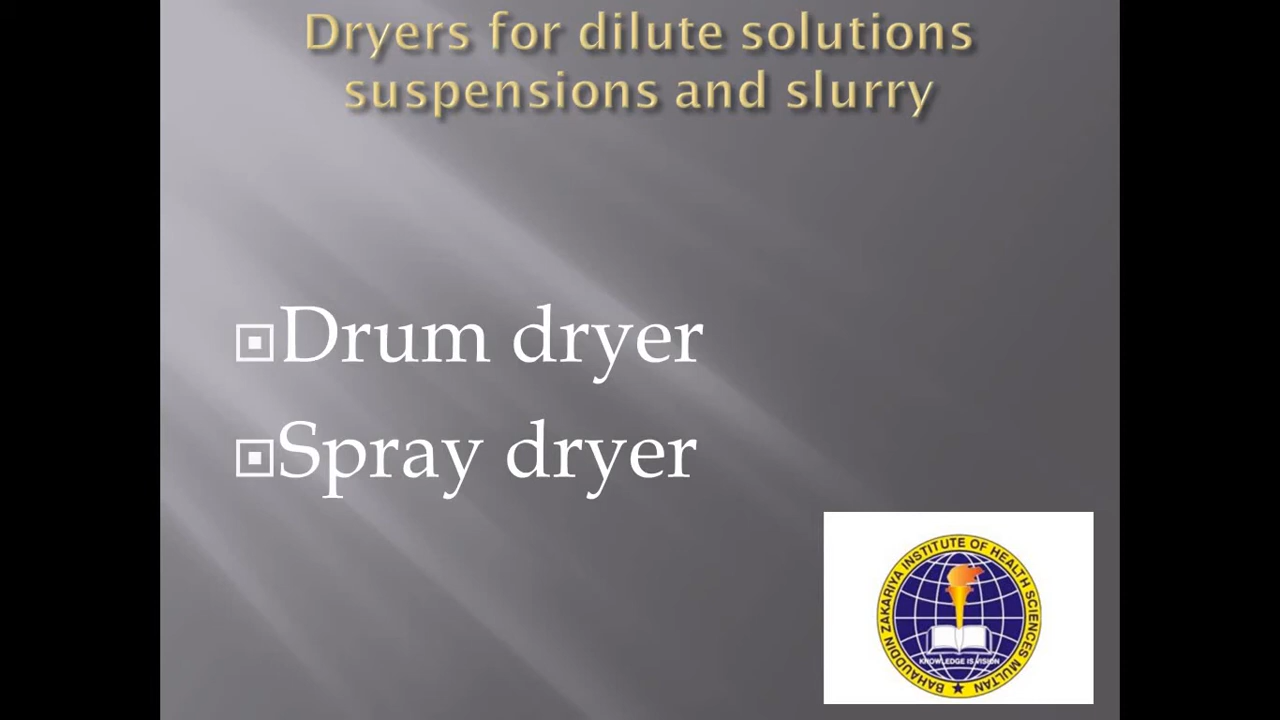 Dryers for dilute solutions
suspensions and slurry
Drum dryer
Spray dryer
BAHAUDDIN ZAKARIYA INSTITUTE OF HEALTH SCIENCES MULTAN
KNOWLEDGE IS VISION